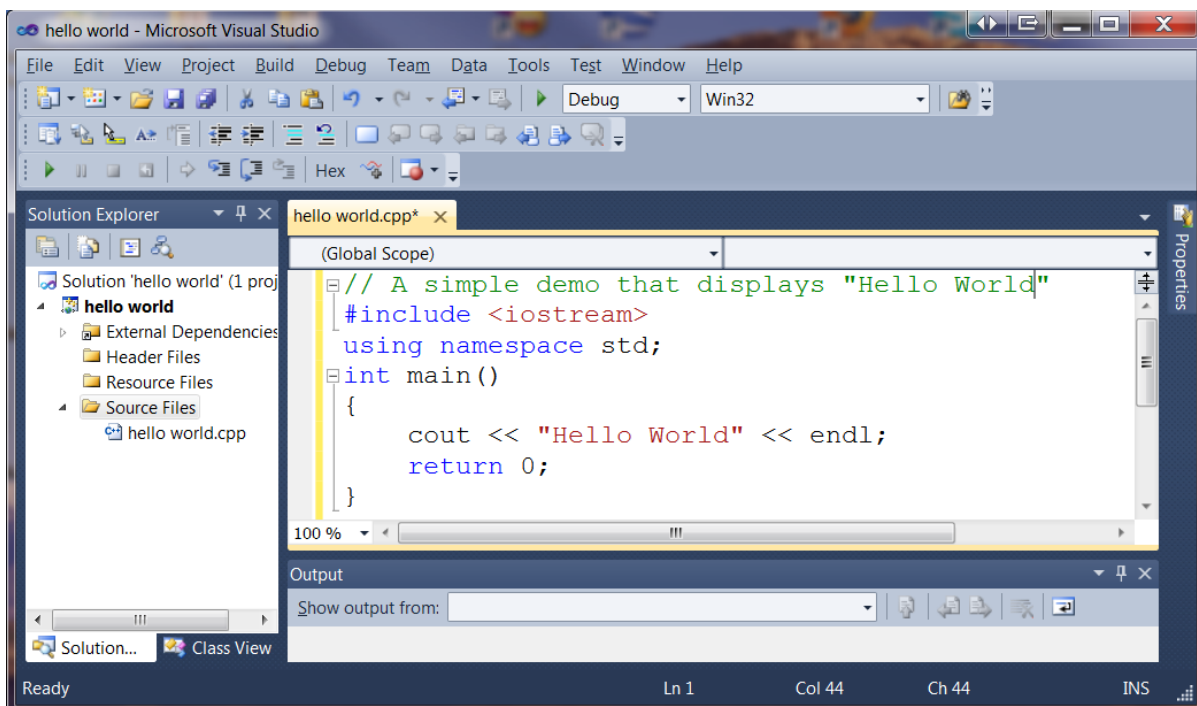 hello world - Microsoft Visual Studio
File Edit View Project Build Debug Team Data Tools Test Window Help
Debug Win32
Hex
Solution Explorer
hello world.cpp*
(Global Scope)
Properties
Solution 'hello world' (1 proj
hello world
External Dependencies
Header Files
Resource Files
Source Files
hello world.cpp
// A simple demo that displays "Hello World"
#include <iostream>
using namespace std;
int main()
{
cout << "Hello World" << endl;
return 0;
}
100 %
Output
Show output from:
Solution... Class View
Ready Ln 1 Col 44 Ch 44 INS